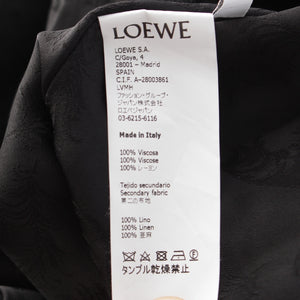 LOEWE
LOEWE S.A.
C/Goya, 4
28001 - Madrid
SPAIN
C.I.F. A-28003861
LVMH
ファッション・グループ・
ジャパン株式会社
ロエベジャパン
03-6215-6116
Made in Italy
100% Viscosa
100% Viscose
100% レーヨン
Tejido secundario
Secondary fabric
第二の布地
100% Lino
100% Linen
100% 亜麻
タンブル乾燥禁止